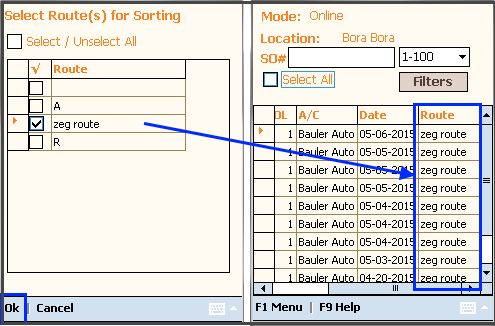 Select Route(s) for Sorting
Select / Unselect All
√ Route
A
zeg route
R
Ok | Cancel
Mode: Online
Location: Bora Bora
SO# 1-100
Select All Filters
OL A/C Date Route
1 Bauler Auto 05-06-2015 zeg route
1 Bauler Auto 05-05-2015 zeg route
1 Bauler Auto 05-05-2015 zeg route
1 Bauler Auto 05-05-2015 zeg route
1 Bauler Auto 05-04-2015 zeg route
1 Bauler Auto 05-04-2015 zeg route
1 Bauler Auto 05-04-2015 zeg route
1 Bauler Auto 05-03-2015 zeg route
1 Bauler Auto 04-20-2015 zeg route
F1 Menu | F9 Help